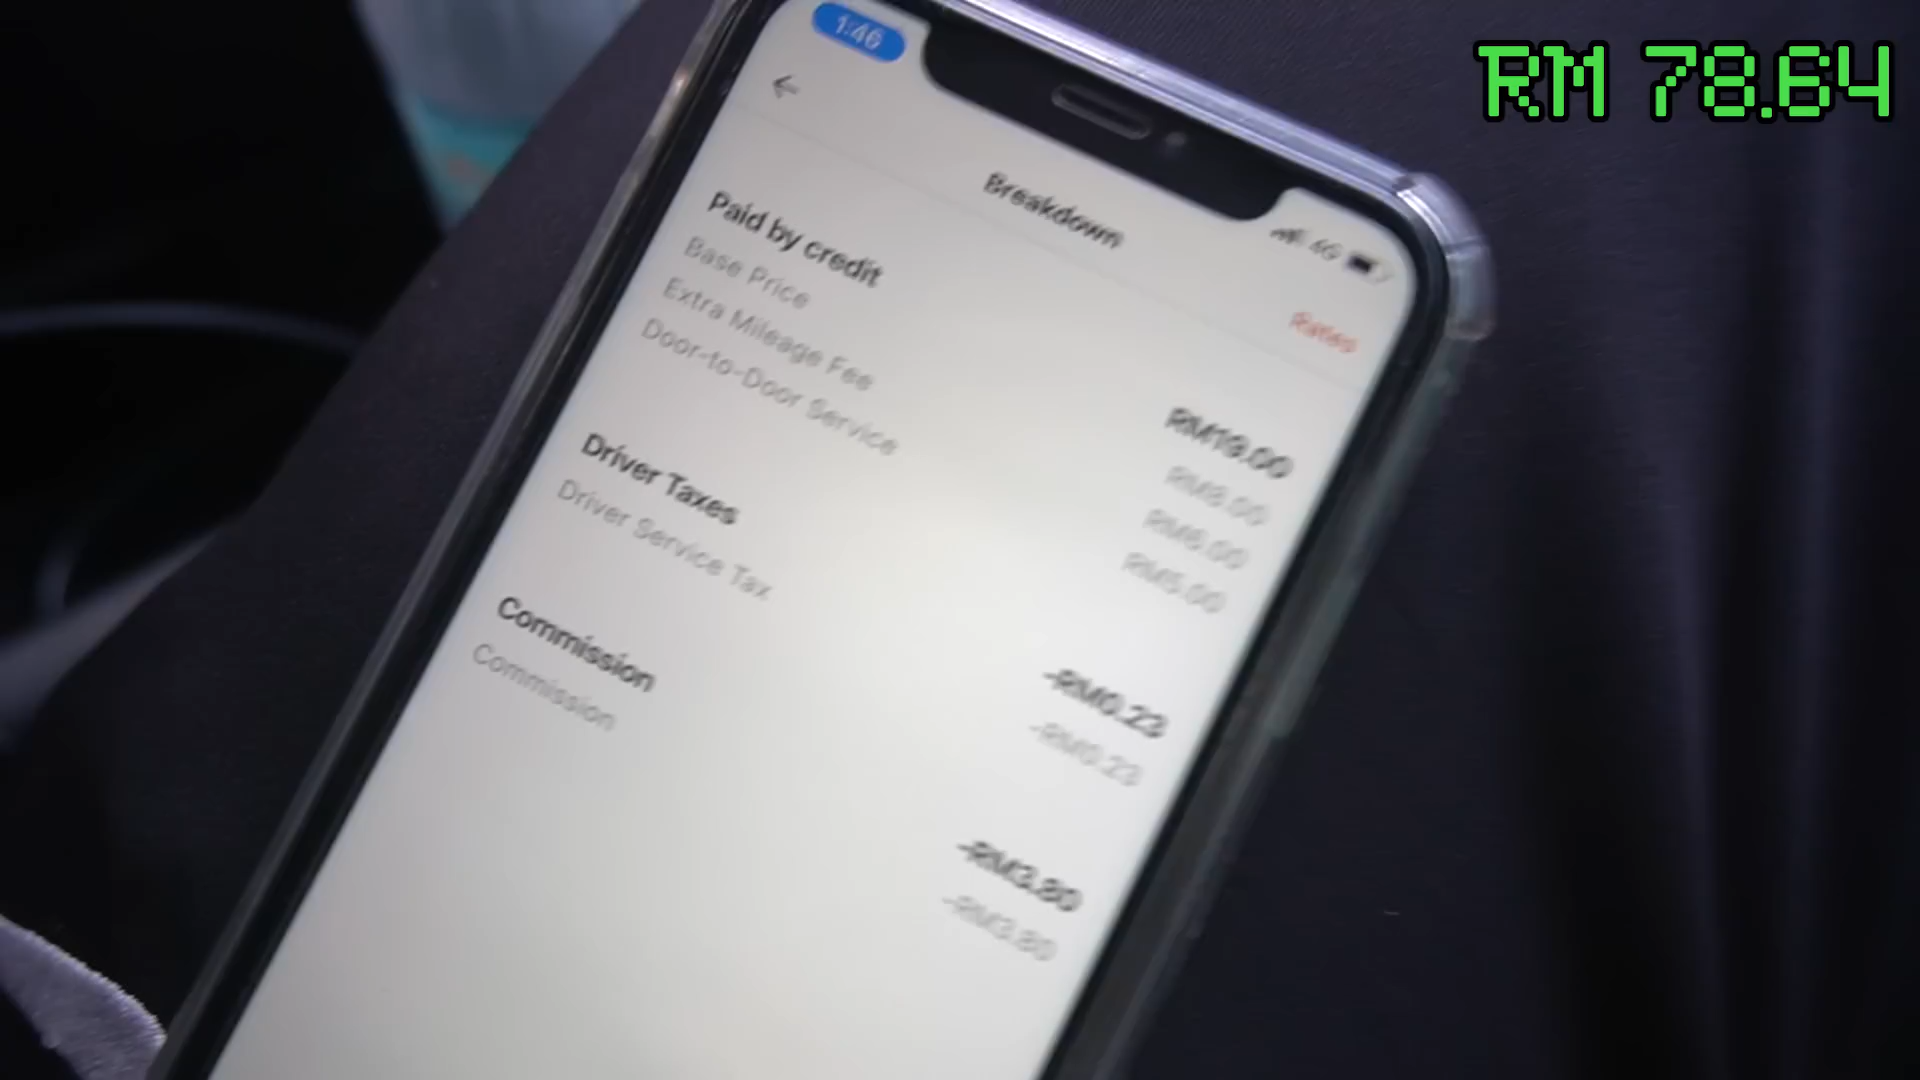 RM 78.64
1:46
4G
Breakdown
Rates
Paid by credit RM19.00
Base Price RM8.00
Extra Mileage Fee RM6.00
Door-to-Door Service RM5.00
Driver Taxes -RM0.23
Driver Service Tax -RM0.23
Commission -RM3.80
Commission -RM3.80